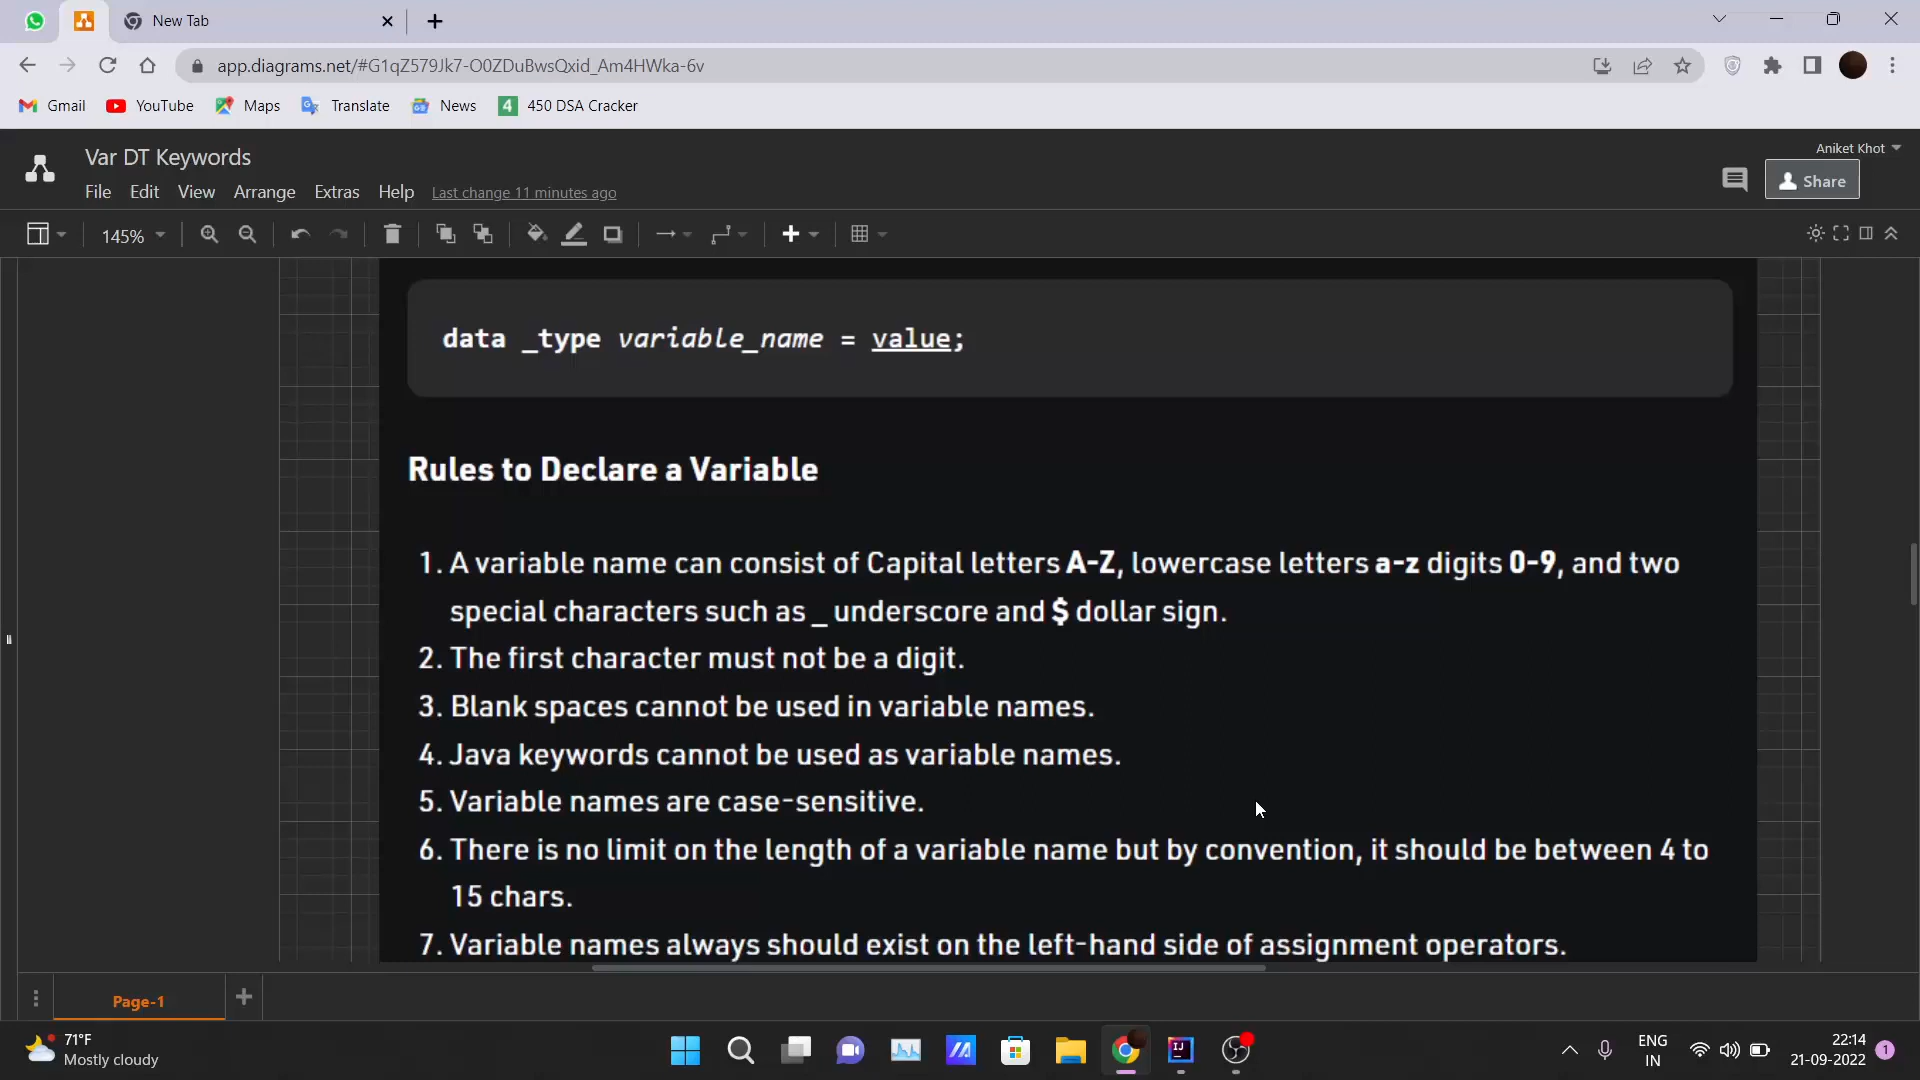 New Tab
app.diagrams.net/#G1qZ579Jk7-O0ZDuBwsQxid_Am4HWka-6v
Gmail YouTube Maps Translate News 4 450 DSA Cracker
Var DT Keywords
Aniket Khot
File Edit View Arrange Extras Help Last change 11 minutes ago
Share
145%
data _type variable_name = value;
Rules to Declare a Variable
1. A variable name can consist of Capital letters A-Z, lowercase letters a-z digits 0-9, and two
special characters such as _ underscore and $ dollar sign.
2. The first character must not be a digit.
3. Blank spaces cannot be used in variable names.
4. Java keywords cannot be used as variable names.
5. Variable names are case-sensitive.
6. There is no limit on the length of a variable name but by convention, it should be between 4 to
15 chars.
7. Variable names always should exist on the left-hand side of assignment operators.
Page-1
71°F
Mostly cloudy
IJ
ENG
IN
22:14
21-09-2022
1